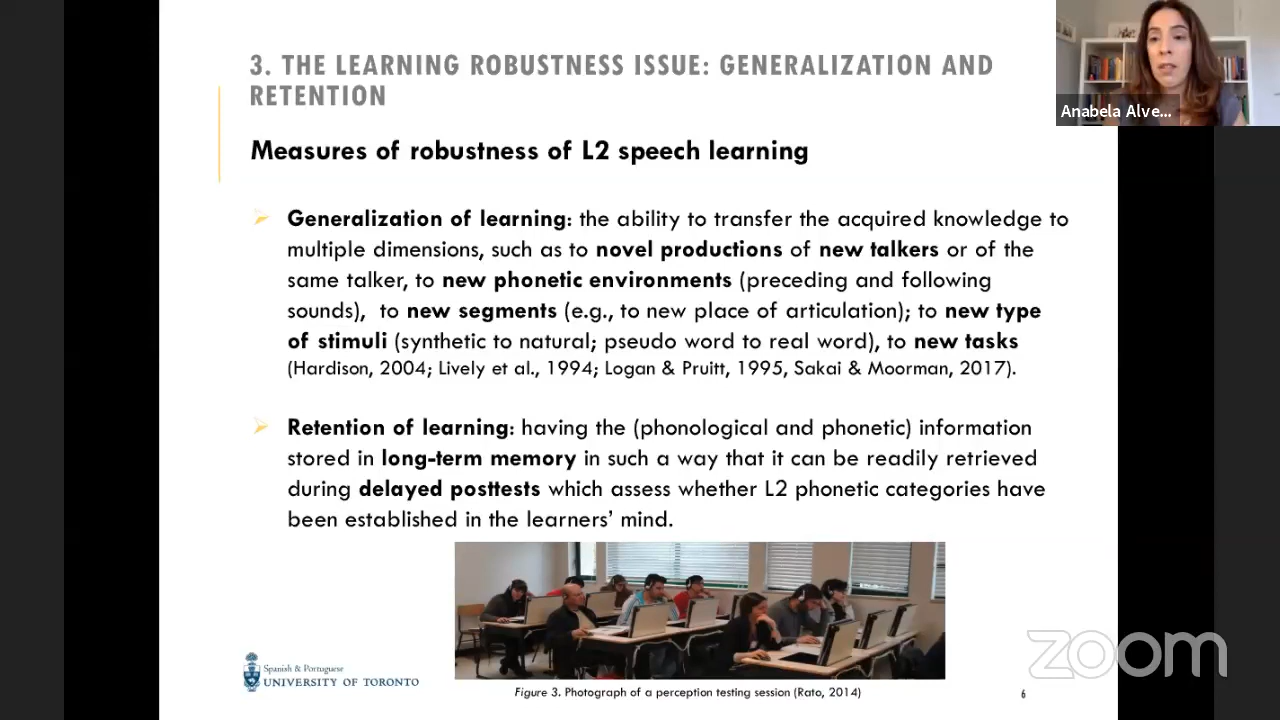 3. THE LEARNING ROBUSTNESS ISSUE: GENERALIZATION AND
RETENTION
Anabela Alve...
Measures of robustness of L2 speech learning
Generalization of learning: the ability to transfer the acquired knowledge to
multiple dimensions, such as to novel productions of new talkers or of the
same talker, to new phonetic environments (preceding and following
sounds), to new segments (e.g., to new place of articulation); to new type
of stimuli (synthetic to natural; pseudo word to real word), to new tasks
(Hardison, 2004; Lively et al., 1994; Logan & Pruitt, 1995, Sakai & Moorman, 2017).
Retention of learning: having the (phonological and phonetic) information
stored in long-term memory in such a way that it can be readily retrieved
during delayed posttests which assess whether L2 phonetic categories have
been established in the learners' mind.
Spanish & Portuguese
UNIVERSITY OF TORONTO
Figure 3. Photograph of a perception testing session (Rato, 2014)
6
zoom